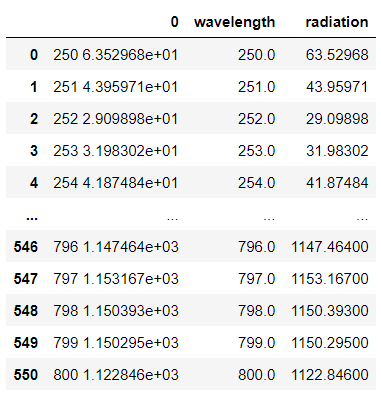 0 wavelength radiation
0 250 6.352968e+01 250.0 63.52968
1 251 4.395971e+01 251.0 43.95971
2 252 2.909898e+01 252.0 29.09898
3 253 3.198302e+01 253.0 31.98302
4 254 4.187484e+01 254.0 41.87484
... ... ... ...
546 796 1.147464e+03 796.0 1147.46400
547 797 1.153167e+03 797.0 1153.16700
548 798 1.150393e+03 798.0 1150.39300
549 799 1.150295e+03 799.0 1150.29500
550 800 1.122846e+03 800.0 1122.84600